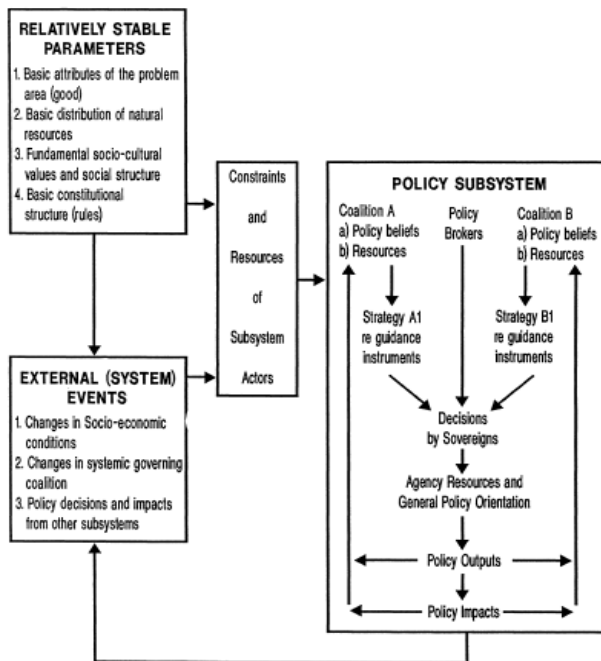 RELATIVELY STABLE
PARAMETERS
1. Basic attributes of the problem
area (good)
2. Basic distribution of natural
resources
3. Fundamental socio-cultural
values and social structure
4. Basic constitutional
structure (rules)
EXTERNAL (SYSTEM)
EVENTS
1. Changes in Socio-economic
conditions
2. Changes in systemic governing
coalition
3. Policy decisions and impacts
from other subsystems
Constraints
and
Resources
of
Subsystem
Actors
POLICY SUBSYSTEM
Coalition A
a) Policy beliefs
b) Resources
Policy
Brokers
Coalition B
a) Policy beliefs
b) Resources
Strategy A1
re guidance
instruments
Strategy B1
re guidance
instruments
Decisions
by Sovereigns
Agency Resources and
General Policy Orientation
Policy Outputs
Policy Impacts